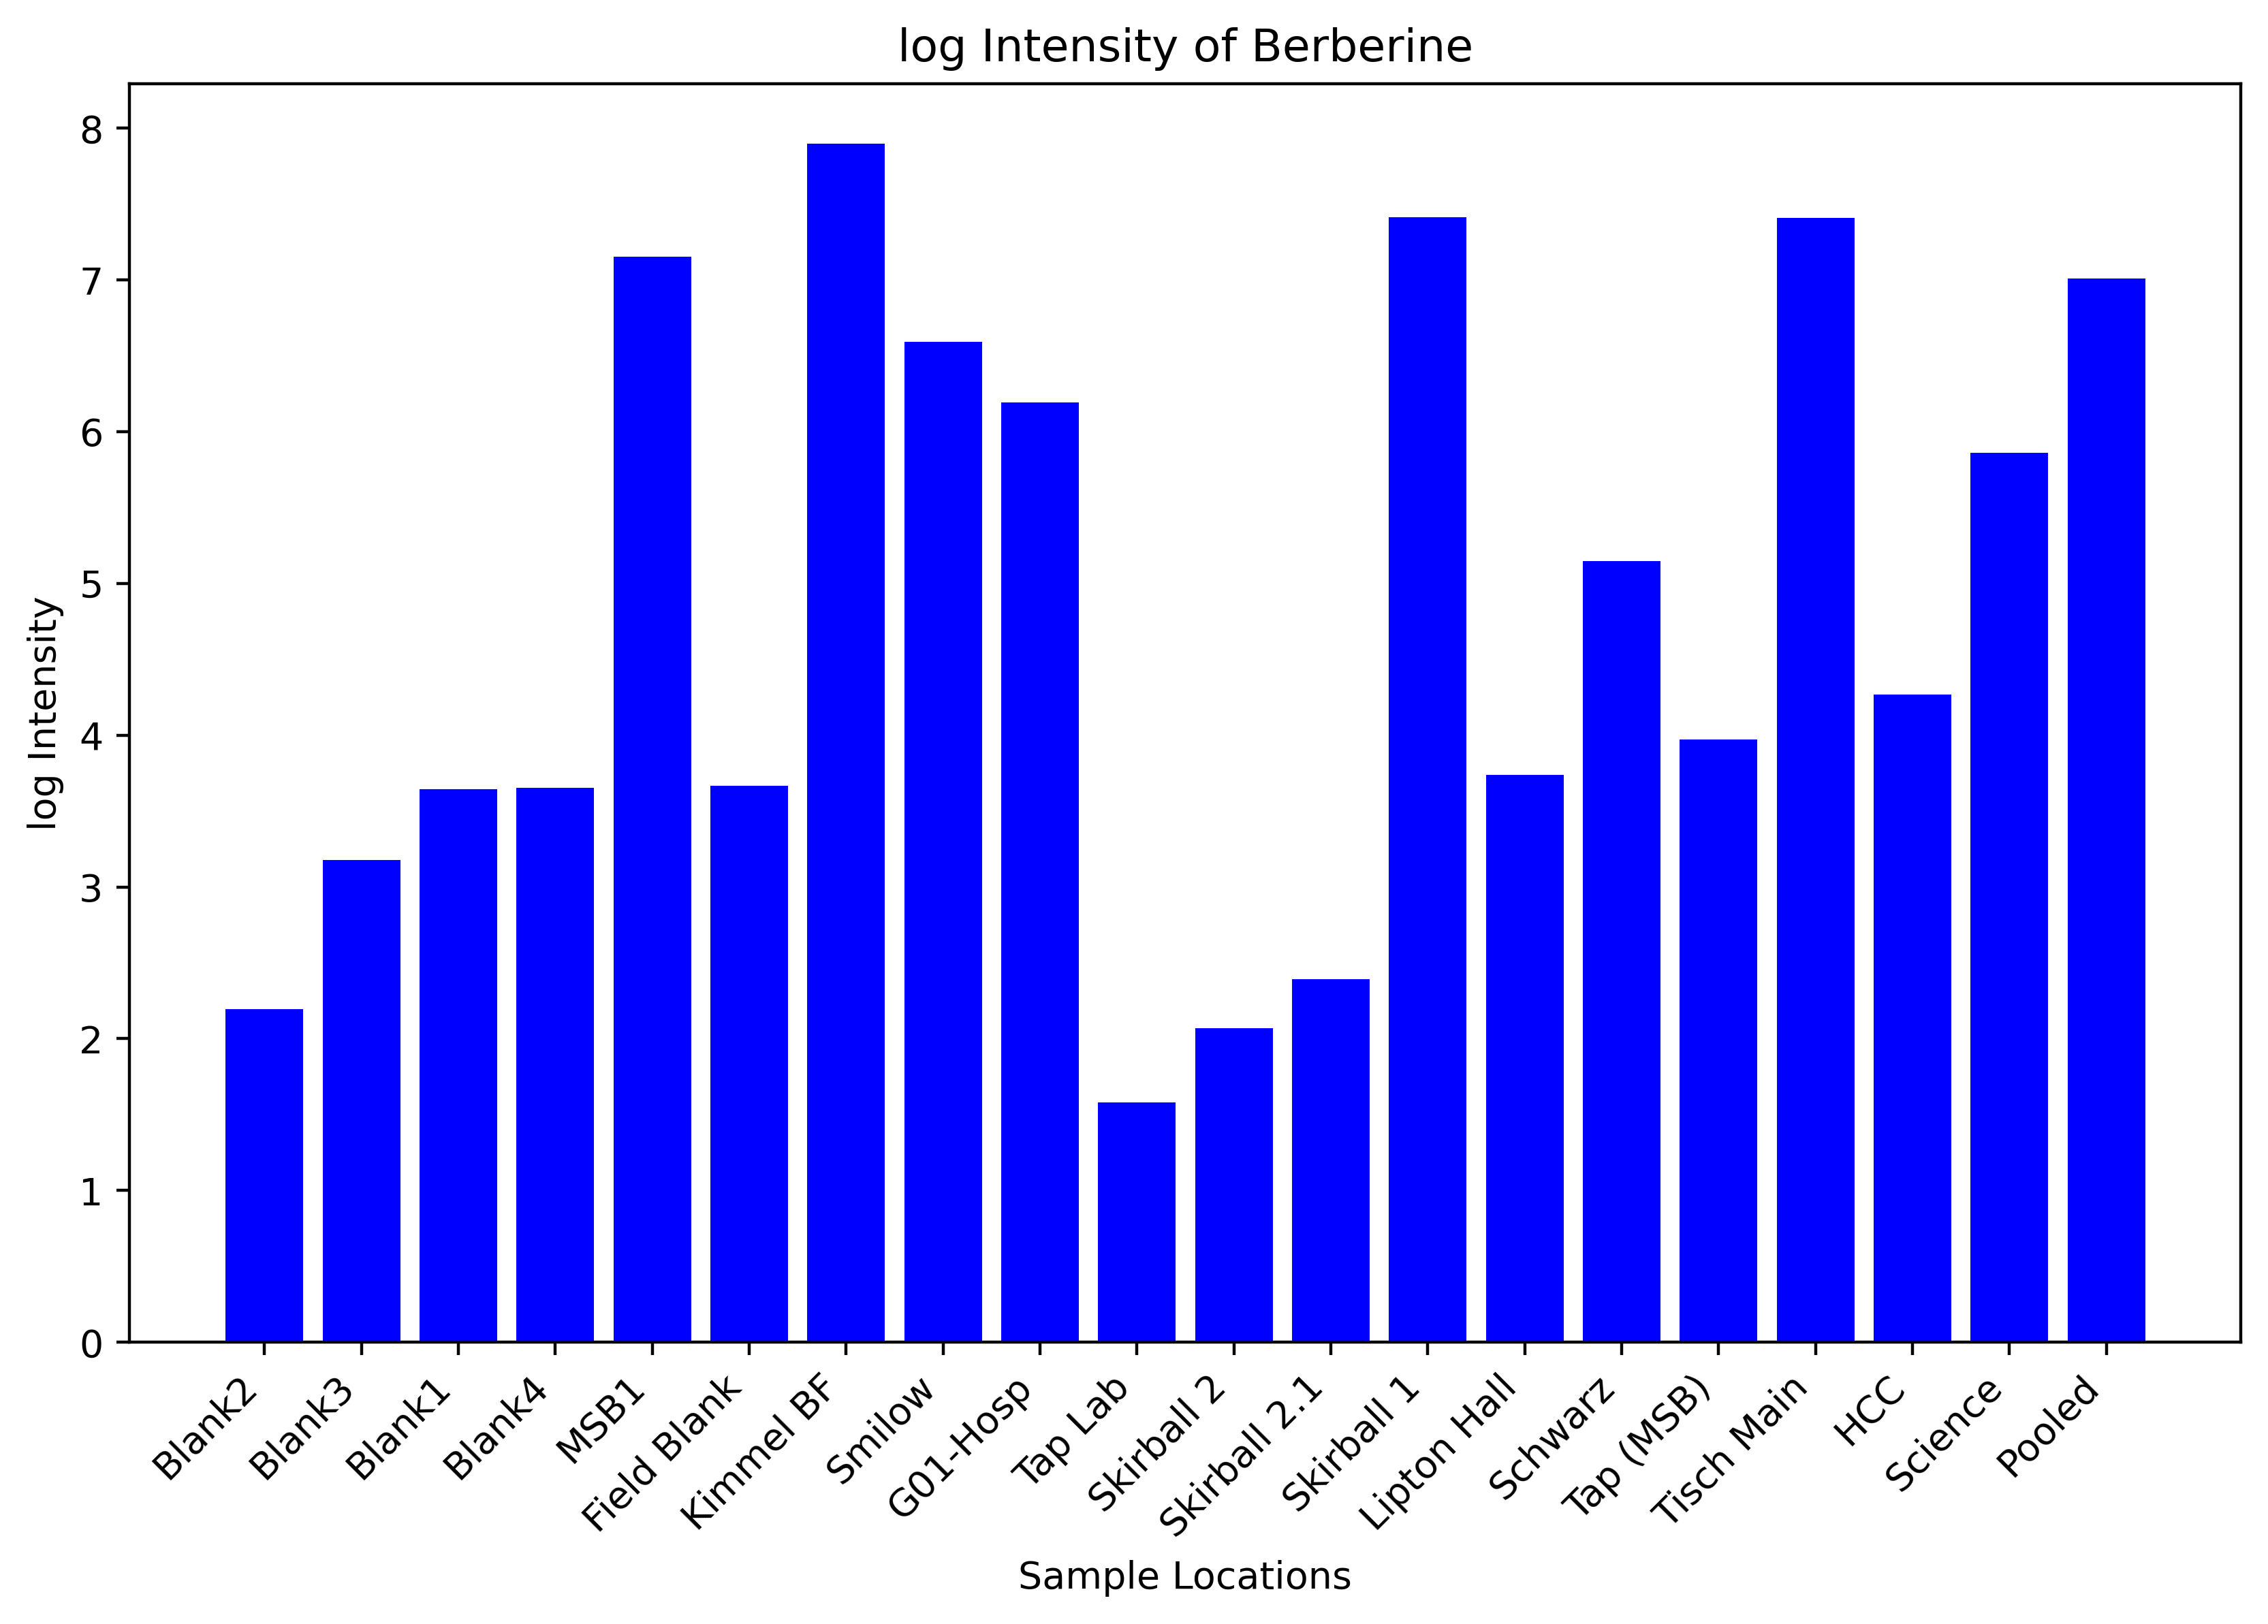 log Intensity of Berberine
log Intensity
8
7
6
5
4
3
2
1
0
Blank2
Blank3
Blank1
Blank4
MSB1
Field Blank
Kimmel BF
Smilow
G01-Hosp
Tap Lab
Skirball 2
Skirball 2.1
Skirball 1
Lipton Hall
Schwarz
Tap (MSB)
Tisch Main
HCC
Science
Pooled
Sample Locations